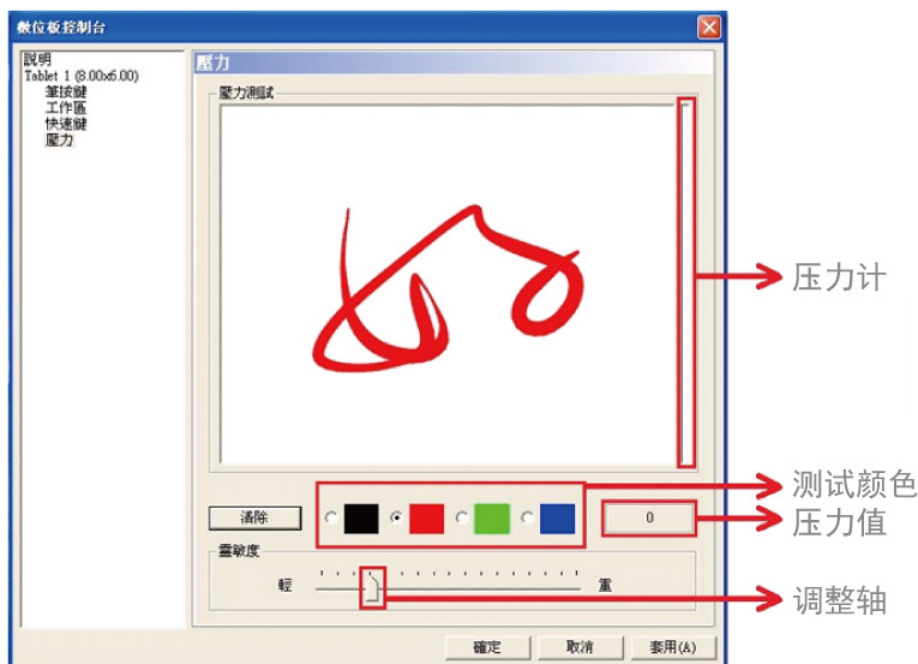 數位板控制台
說明
Tablet 1 (8.00x6.00)
筆按鍵
工作區
快速鍵
壓力
壓力
壓力測試
压力计
测试颜色
清除
0
压力值
靈敏度
輕
重
调整轴
確定
取消
套用(A)